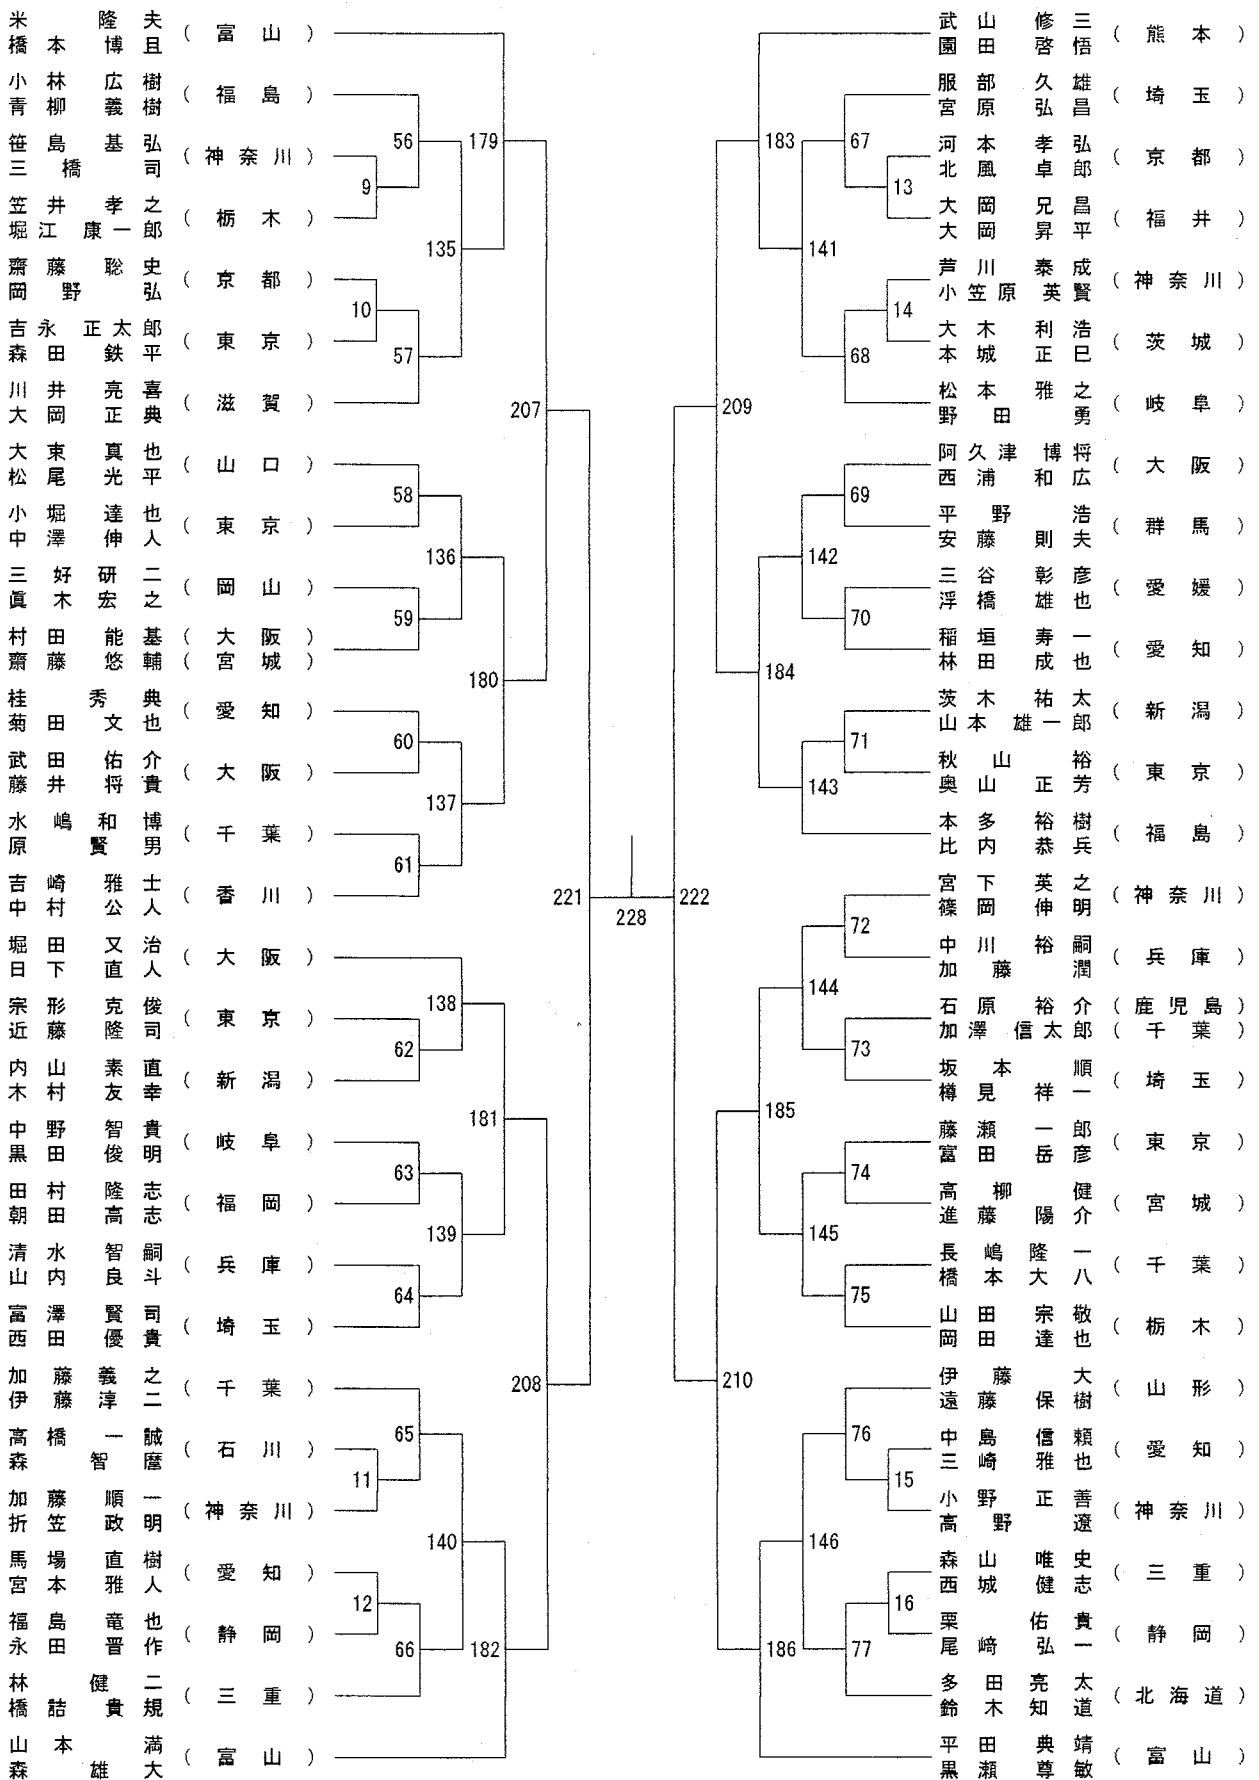 米隆夫
橋本博且 (富山)
小林広樹
青柳義樹 (福島)
笹島基弘
三橋司 (神奈川)
笠井孝之
堀江康一郎 (栃木)
齋藤聡史
岡野弘 (京都)
吉永正太郎
森田鉄平 (東京)
川井亮喜
大岡正典 (滋賀)
大東真也
松尾光平 (山口)
小堀達也
中澤伸人 (東京)
三好研二
眞木宏之 (岡山)
村田能基 (大阪)
齋藤悠輔 (宮城)
桂秀典
菊田文也 (愛知)
武田佑介
藤井将貴 (大阪)
水嶋和博
原賢男 (千葉)
吉崎雅士
中村公人 (香川)
堀田又治
日下直人 (大阪)
宗形克俊
近藤隆司 (東京)
内山素直
木村友幸 (新潟)
中野智貴
黒田俊明 (岐阜)
田村隆志
朝田高志 (福岡)
清水智嗣
山内良斗 (兵庫)
富澤賢司
西田優貴 (埼玉)
加藤義之
伊藤淳二 (千葉)
高橋一誠
森智麿 (石川)
加藤順一
折笠政明 (神奈川)
馬場直樹
宮本雅人 (愛知)
福島竜也
永田晋作 (静岡)
林健二
橋詰貴規 (三重)
山本満
森雄大 (富山)
9
10
11
12
56
57
58
59
60
61
62
63
64
65
66
135
136
137
138
139
140
179
180
181
182
207
208
221
228
222
209
210
183
184
185
186
141
142
143
144
145
146
67
68
69
70
71
72
73
74
75
76
77
13
14
15
16
武山修三
園田啓悟 (熊本)
服部久雄
宮原弘昌 (埼玉)
河本孝弘
北風卓郎 (京都)
大岡兄昌
大岡昇平 (福井)
芦川泰成
小笠原英賢 (神奈川)
大木利浩
本城正巳 (茨城)
松本雅之
野田勇 (岐阜)
阿久津博将
西浦和広 (大阪)
平野浩
安藤則夫 (群馬)
三谷彰彦
浮橋雄也 (愛媛)
稲垣寿一
林田成也 (愛知)
茨木祐太
山本雄一郎 (新潟)
秋山裕
奥山正芳 (東京)
本多裕樹
比内恭兵 (福島)
宮下英之
篠岡伸明 (神奈川)
中川裕嗣
加藤潤 (兵庫)
石原裕介 (鹿児島)
加澤信太郎 (千葉)
坂本順
樽見祥一 (埼玉)
藤瀬一郎
富田岳彦 (東京)
高柳健
進藤陽介 (宮城)
長嶋隆一
橋本大八 (千葉)
山田宗敬
岡田達也 (栃木)
伊藤大
遠藤保樹 (山形)
中島信頼
三崎雅也 (愛知)
小野正善
高野遼 (神奈川)
森山唯史
西城健志 (三重)
栗佑貴
尾﨑弘一 (静岡)
多田亮太
鈴木知道 (北海道)
平田典靖
黒瀬尊敏 (富山)